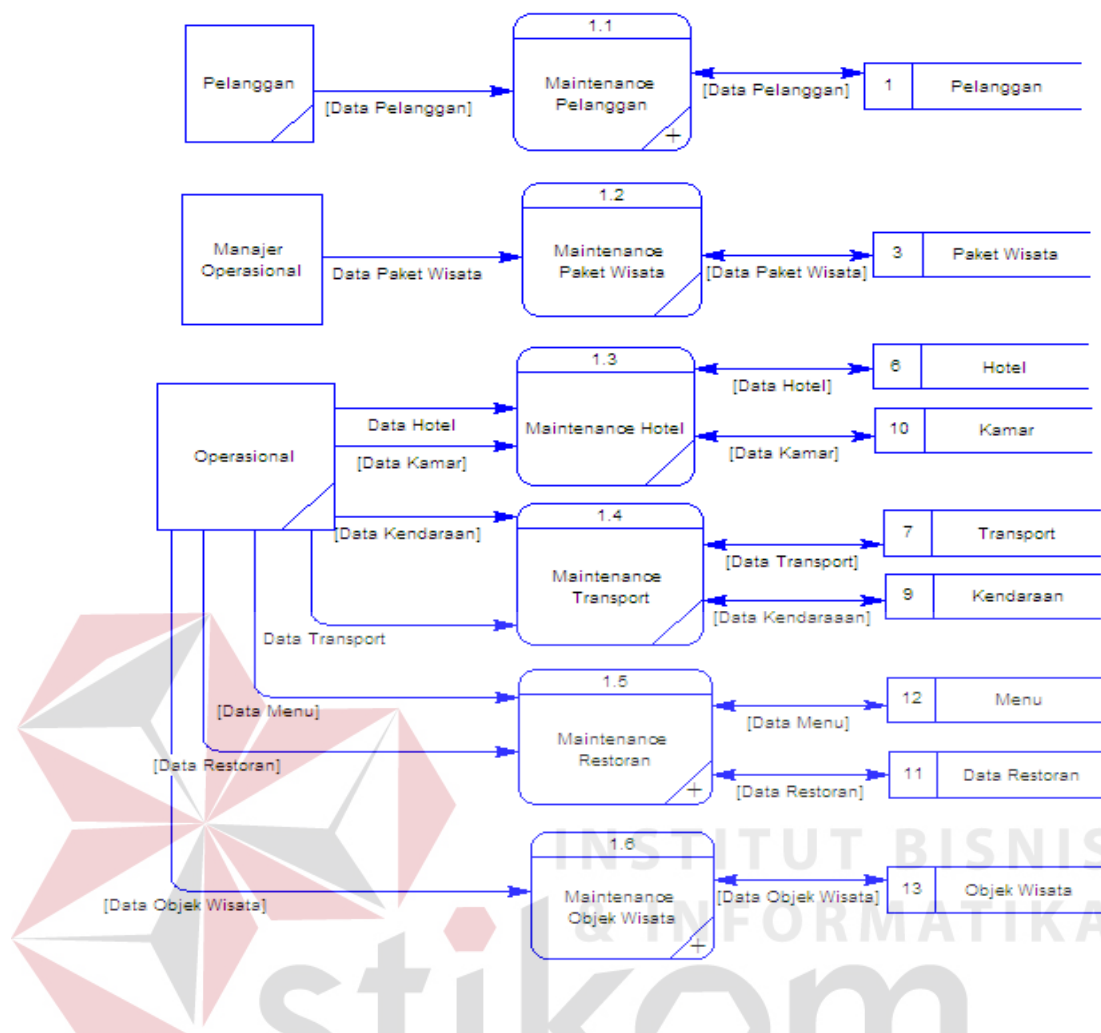 1.1
Pelanggan
Maintenance
Pelanggan
[Data Pelanggan]
[Data Pelanggan]
1
Pelanggan
+
1.2
Manajer
Operasional
Data Paket Wisata
Maintenance
Paket Wisata
[Data Paket Wisata]
3
Paket Wisata
1.3
Operasional
Data Hotel
[Data Kamar]
Maintenance Hotel
[Data Hotel]
6
Hotel
[Data Kamar]
10
Kamar
1.4
[Data Kendaraan]
Data Transport
Maintenance
Transport
[Data Transport]
7
Transport
[Data Kendaraaan]
9
Kendaraan
1.5
[Data Menu]
[Data Restoran]
Maintenance
Restoran
+
[Data Menu]
12
Menu
[Data Restoran]
11
Data Restoran
1.6
[Data Objek Wisata]
Maintenance
Objek Wisata
+
[Data Objek Wisata]
13
Objek Wisata
INSTITUT BISNIS
& INFORMATIKA
stikom